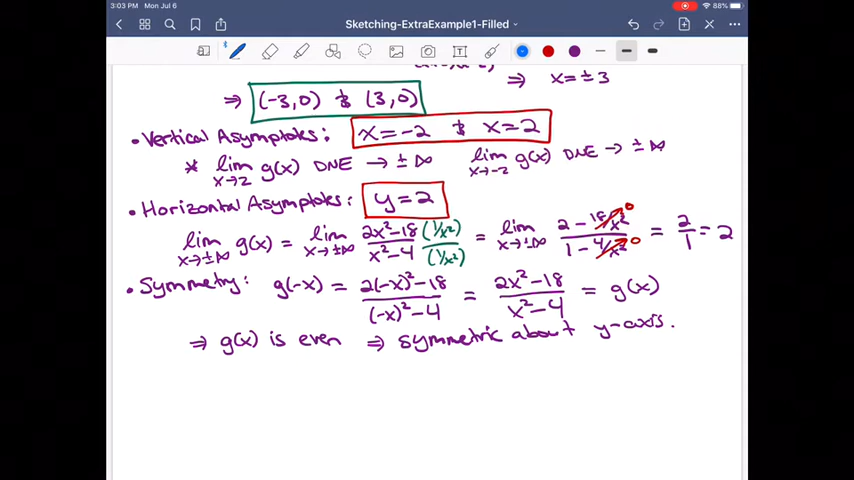 3:03 PM Mon Jul 6 88%
Sketching-ExtraExample1-Filled
⇒ x = ± 3
⇒ (-3,0) & (3,0)
• Vertical Asymptotes: x = -2 & x = 2
* lim x→2 g(x) DNE → ± ∞ lim x→-2 g(x) DNE → ± ∞
• Horizontal Asymptotes: y = 2
lim x→±∞ g(x) = lim x→±∞ 2x²-18/x²-4 (1/x²)/(1/x²) = lim x→±∞ 2 - 18/x² 0 / 1 - 4/x² 0 = 2/1 = 2
• Symmetry: g(-x) = 2(-x)²-18/(-x)²-4 = 2x²-18/x²-4 = g(x)
⇒ g(x) is even ⇒ symmetric about y-axis.